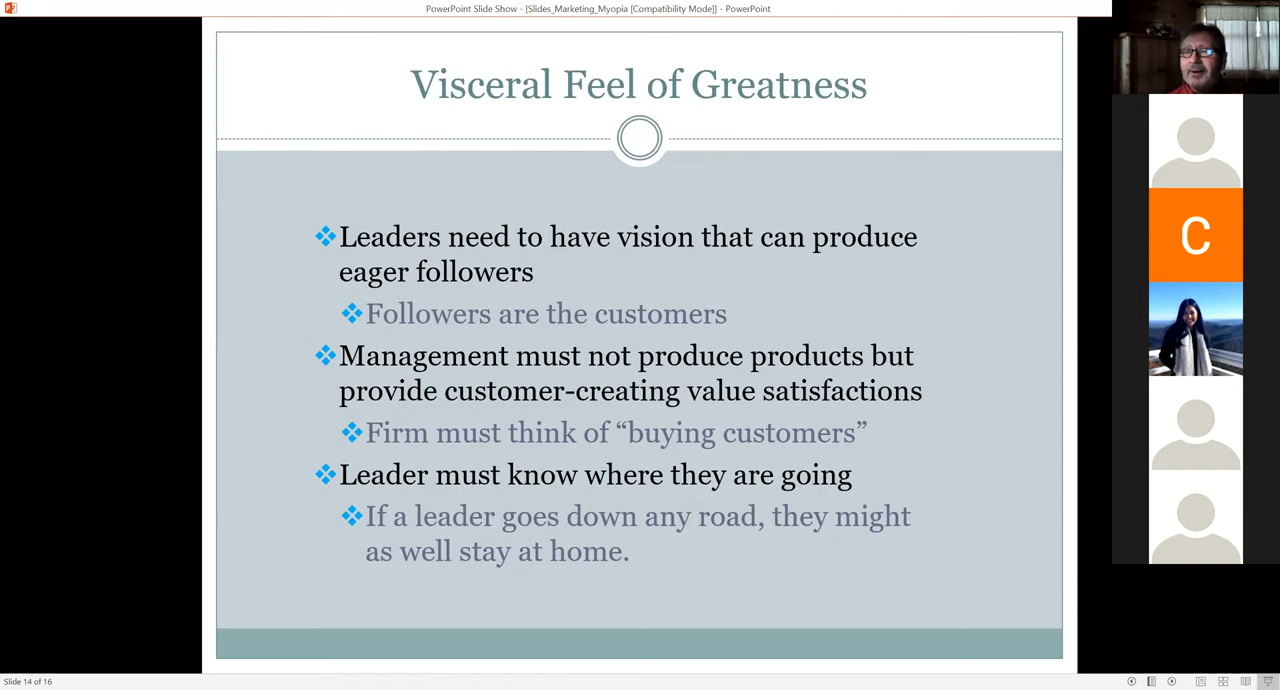 PowerPoint Slide Show - [Slides_Marketing_Myopia [Compatibility Mode]] - PowerPoint
Visceral Feel of Greatness
Leaders need to have vision that can produce
eager followers
Followers are the customers
Management must not produce products but
provide customer-creating value satisfactions
Firm must think of “buying customers”
Leader must know where they are going
If a leader goes down any road, they might
as well stay at home.
C
Slide 14 of 16